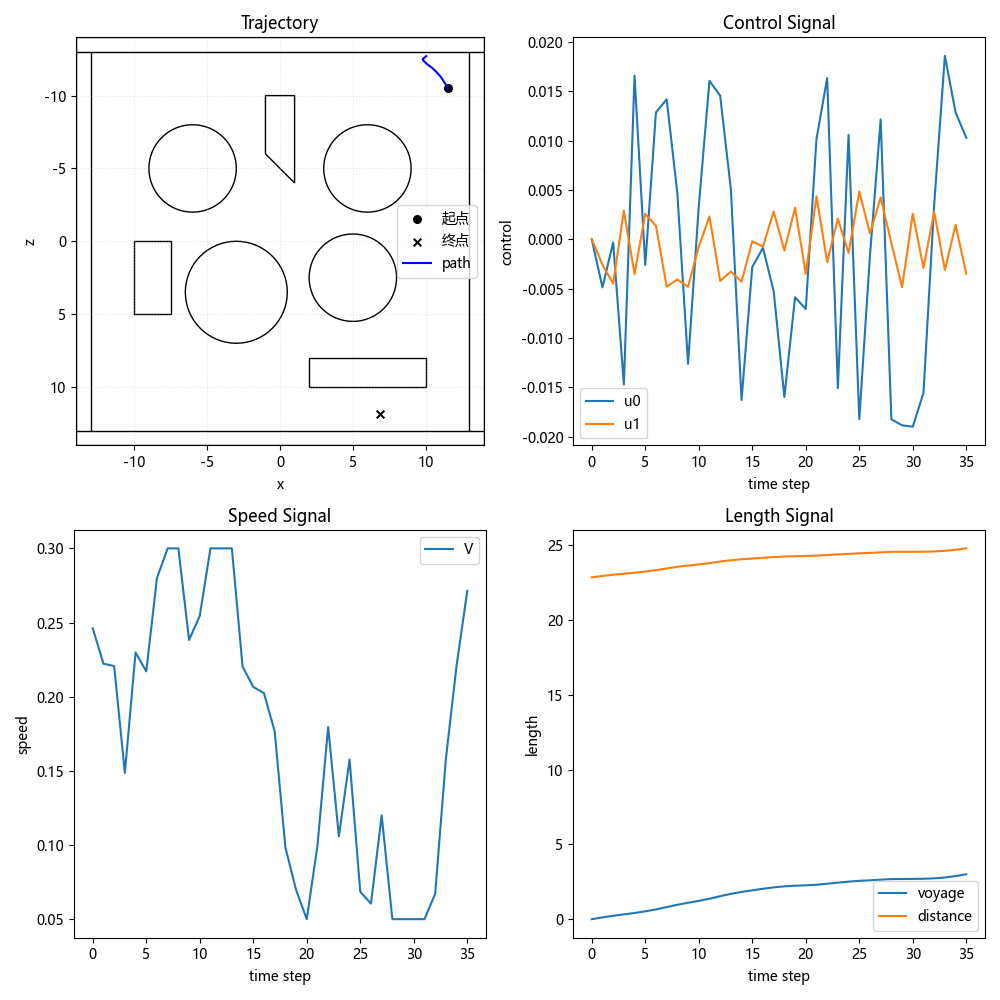 Trajectory
z
-10
-5
0
5
10
-10
-5
0
5
10
x
起点
终点
path
Control Signal
control
0.020
0.015
0.010
0.005
0.000
-0.005
-0.010
-0.015
-0.020
0
5
10
15
20
25
30
35
time step
u0
u1
Speed Signal
speed
0.30
0.25
0.20
0.15
0.10
0.05
0
5
10
15
20
25
30
35
time step
V
Length Signal
length
25
20
15
10
5
0
0
5
10
15
20
25
30
35
time step
voyage
distance